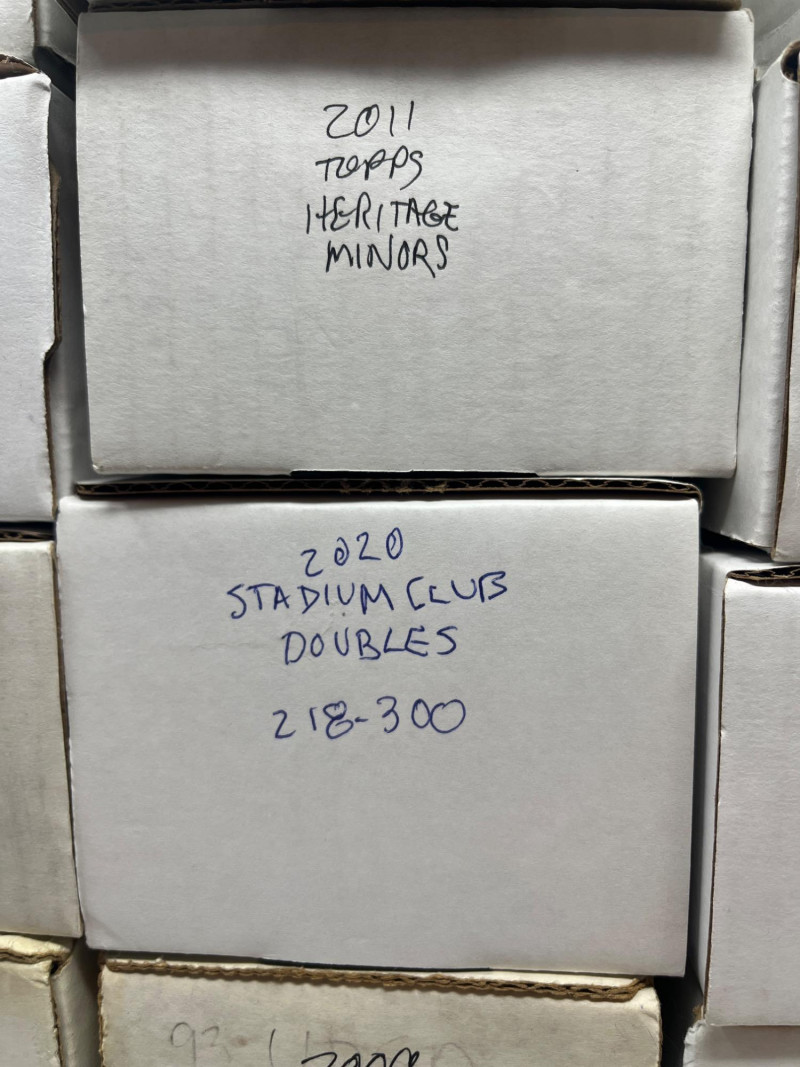 2011
TOPPS
HERITAGE
MINORS
2020
STADIUM CLUB
DOUBLES
218-300